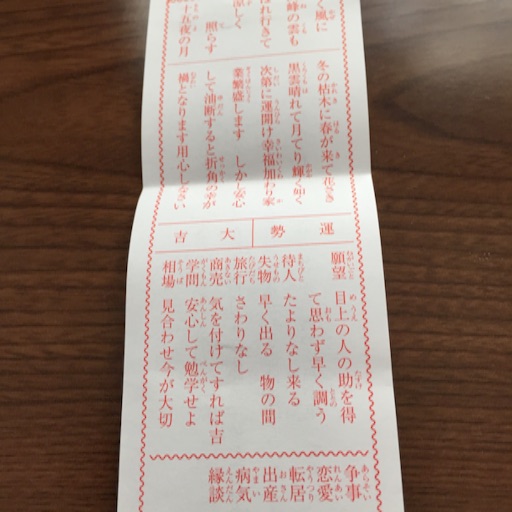 く風に
峰の雲も
れ行きて
涼しく
照らす
十五夜の月
冬の枯木に春が来て花さき
黒雲晴れて月てり輝く如く
次第に運開け幸福加わり家
業繁盛します しかし安心
して油断すると折角の幸が
禍となります用心しなさい
運勢 大吉
願望 目上の人の助を得
て思わず早く調う
待人 たよりなし来る
失物 早く出る 物の間
旅行 さわりなし
商売 気を付けてすれば吉
学問 安心して勉学せよ
相場 見合わせ今が大切
争事
恋愛
転居
出産
病気
縁談